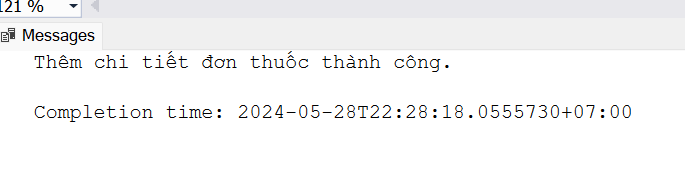 121 %
Messages
Thêm chi tiết đơn thuốc thành công.
Completion time: 2024-05-28T22:28:18.0555730+07:00